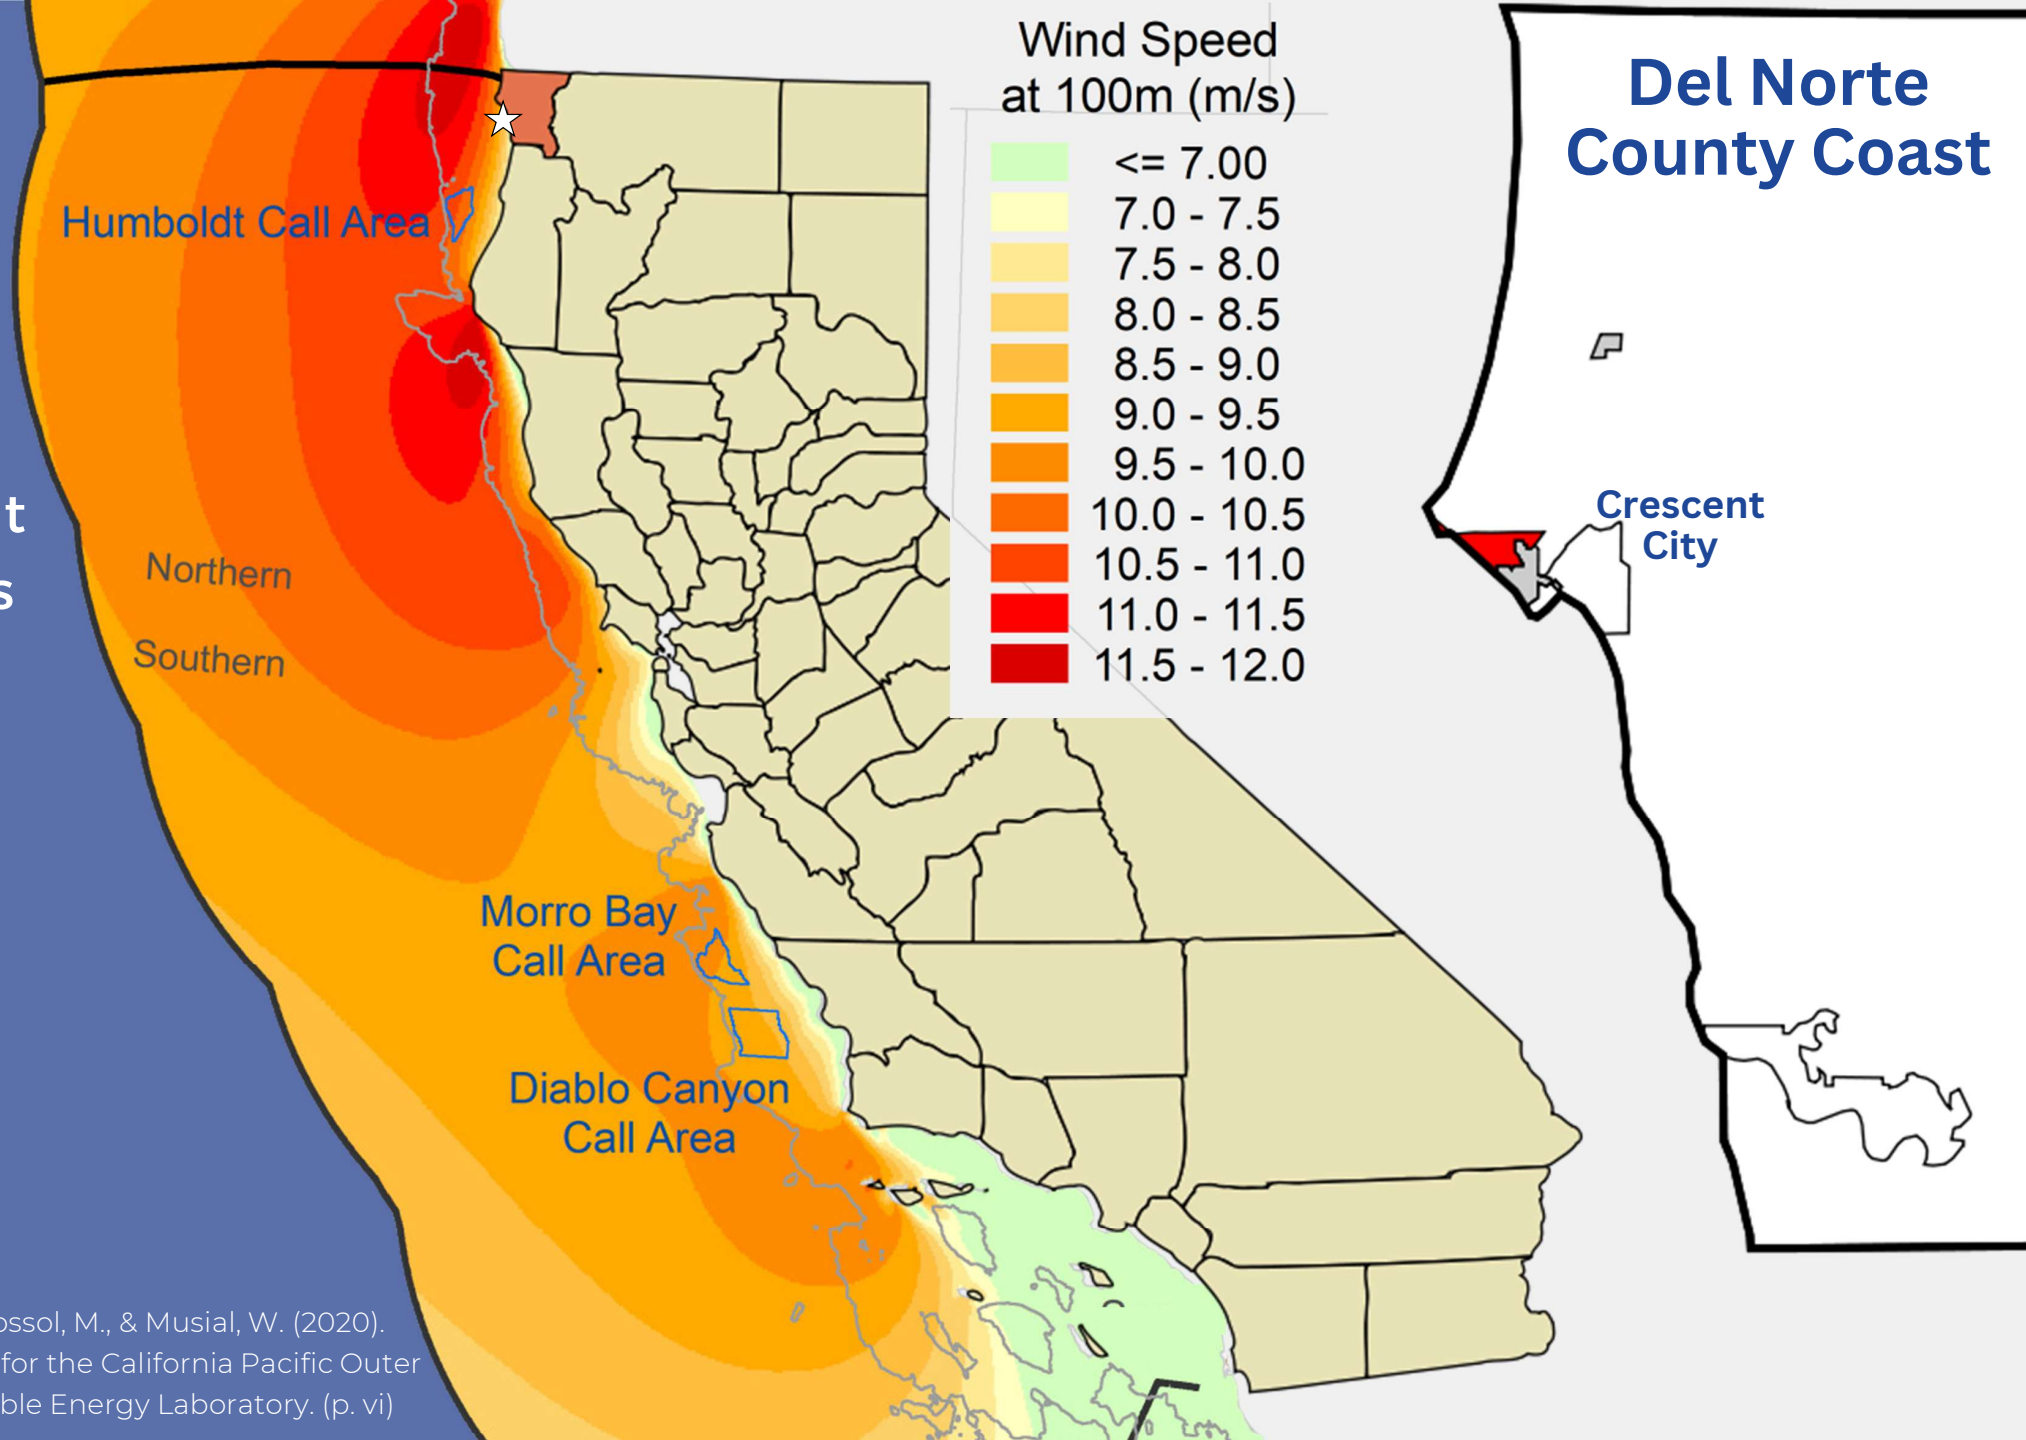 Wind Speed
at 100m (m/s)
<= 7.00
7.0 - 7.5
7.5 - 8.0
8.0 - 8.5
8.5 - 9.0
9.0 - 9.5
9.5 - 10.0
10.0 - 10.5
10.5 - 11.0
11.0 - 11.5
11.5 - 12.0
Del Norte
County Coast
Crescent
City
Humboldt Call Area
t
s
Northern
Southern
Morro Bay
Call Area
Diablo Canyon
Call Area
ossol, M., & Musial, W. (2020).
for the California Pacific Outer
ble Energy Laboratory. (p. vi)